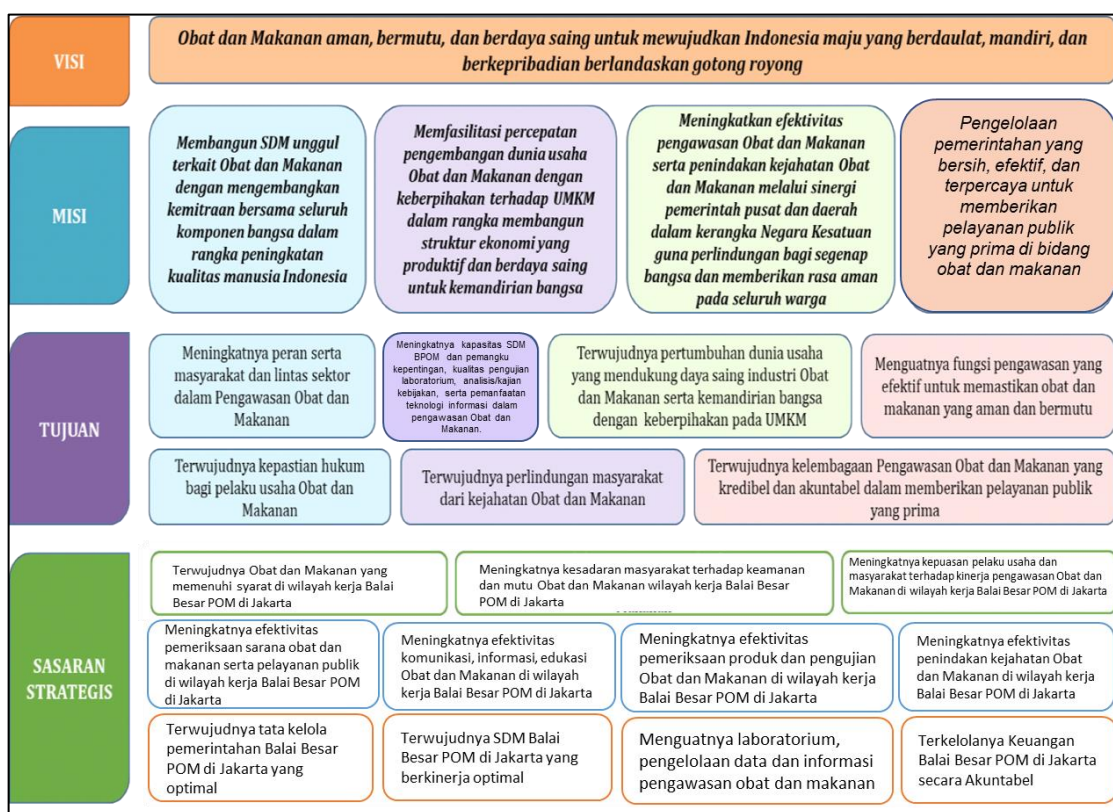 VISI
Obat dan Makanan aman, bermutu, dan berdaya saing untuk mewujudkan Indonesia maju yang berdaulat, mandiri, dan
berkepribadian berlandaskan gotong royong
MISI
Membangun SDM unggul
terkait Obat dan Makanan
dengan mengembangkan
kemitraan bersama seluruh
komponen bangsa dalam
rangka peningkatan
kualitas manusia Indonesia
Memfasilitasi percepatan
pengembangan dunia usaha
Obat dan Makanan dengan
keberpihakan terhadap UMKM
dalam rangka membangun
struktur ekonomi yang
produktif dan berdaya saing
untuk kemandirian bangsa
Meningkatkan efektivitas
pengawasan Obat dan Makanan
serta penindakan kejahatan Obat
dan Makanan melalui sinergi
pemerintah pusat dan daerah
dalam kerangka Negara Kesatuan
guna perlindungan bagi segenap
bangsa dan memberikan rasa aman
pada seluruh warga
Pengelolaan
pemerintahan yang
bersih, efektif, dan
terpercaya untuk
memberikan
pelayanan publik
yang prima di bidang
obat dan makanan
TUJUAN
Meningkatnya peran serta
masyarakat dan lintas sektor
dalam Pengawasan Obat dan
Makanan
Meningkatnya kapasitas SDM
BPOM dan pemangku
kepentingan, kualitas pengujian
laboratorium, analisis/kajian
kebijakan, serta pemanfaatan
teknologi informasi dalam
pengawasan Obat dan
Makanan.
Terwujudnya pertumbuhan dunia usaha
yang mendukung daya saing industri Obat
dan Makanan serta kemandirian bangsa
dengan keberpihakan pada UMKM
Menguatnya fungsi pengawasan yang
efektif untuk memastikan obat dan
makanan yang aman dan bermutu
Terwujudnya kepastian hukum
bagi pelaku usaha Obat dan
Makanan
Terwujudnya perlindungan masyarakat
dari kejahatan Obat dan Makanan
Terwujudnya kelembagaan Pengawasan Obat dan Makanan yang
kredibel dan akuntabel dalam memberikan pelayanan publik
yang prima
SASARAN
STRATEGIS
Terwujudnya Obat dan Makanan yang
memenuhi syarat di wilayah kerja Balai
Besar POM di Jakarta
Meningkatnya kesadaran masyarakat terhadap keamanan
dan mutu Obat dan Makanan wilayah kerja Balai Besar
POM di Jakarta
Meningkatnya kepuasan pelaku usaha dan
masyarakat terhadap kinerja pengawasan Obat dan
Makanan di wilayah kerja Balai Besar POM di Jakarta
Meningkatnya efektivitas
pemeriksaan sarana obat dan
makanan serta pelayanan publik
di wilayah kerja Balai Besar POM
di Jakarta
Meningkatnya efektivitas
komunikasi, informasi, edukasi
Obat dan Makanan di wilayah
kerja Balai Besar POM di Jakarta
Meningkatnya efektivitas
pemeriksaan produk dan pengujian
Obat dan Makanan di wilayah kerja
Balai Besar POM di Jakarta
Meningkatnya efektivitas
penindakan kejahatan Obat
dan Makanan di wilayah kerja
Balai Besar POM di Jakarta
Terwujudnya tata kelola
pemerintahan Balai Besar
POM di Jakarta yang
optimal
Terwujudnya SDM Balai
Besar POM di Jakarta yang
berkinerja optimal
Menguatnya laboratorium,
pengelolaan data dan informasi
pengawasan obat dan makanan
Terkelolanya Keuangan
Balai Besar POM di Jakarta
secara Akuntabel